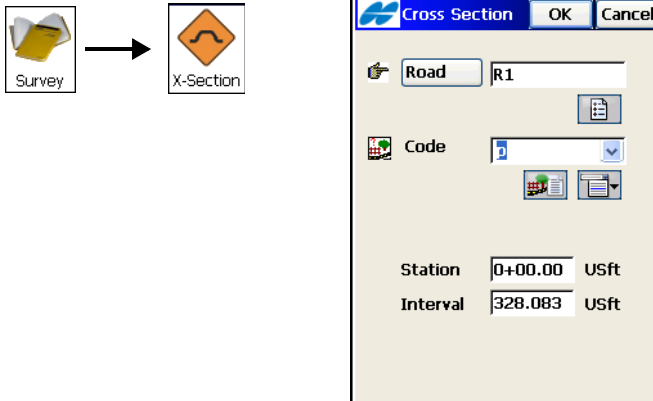 Survey
X-Section
Cross Section OK Cancel
Road R1
Code p
Station 0+00.00 USft
Interval 328.083 USft